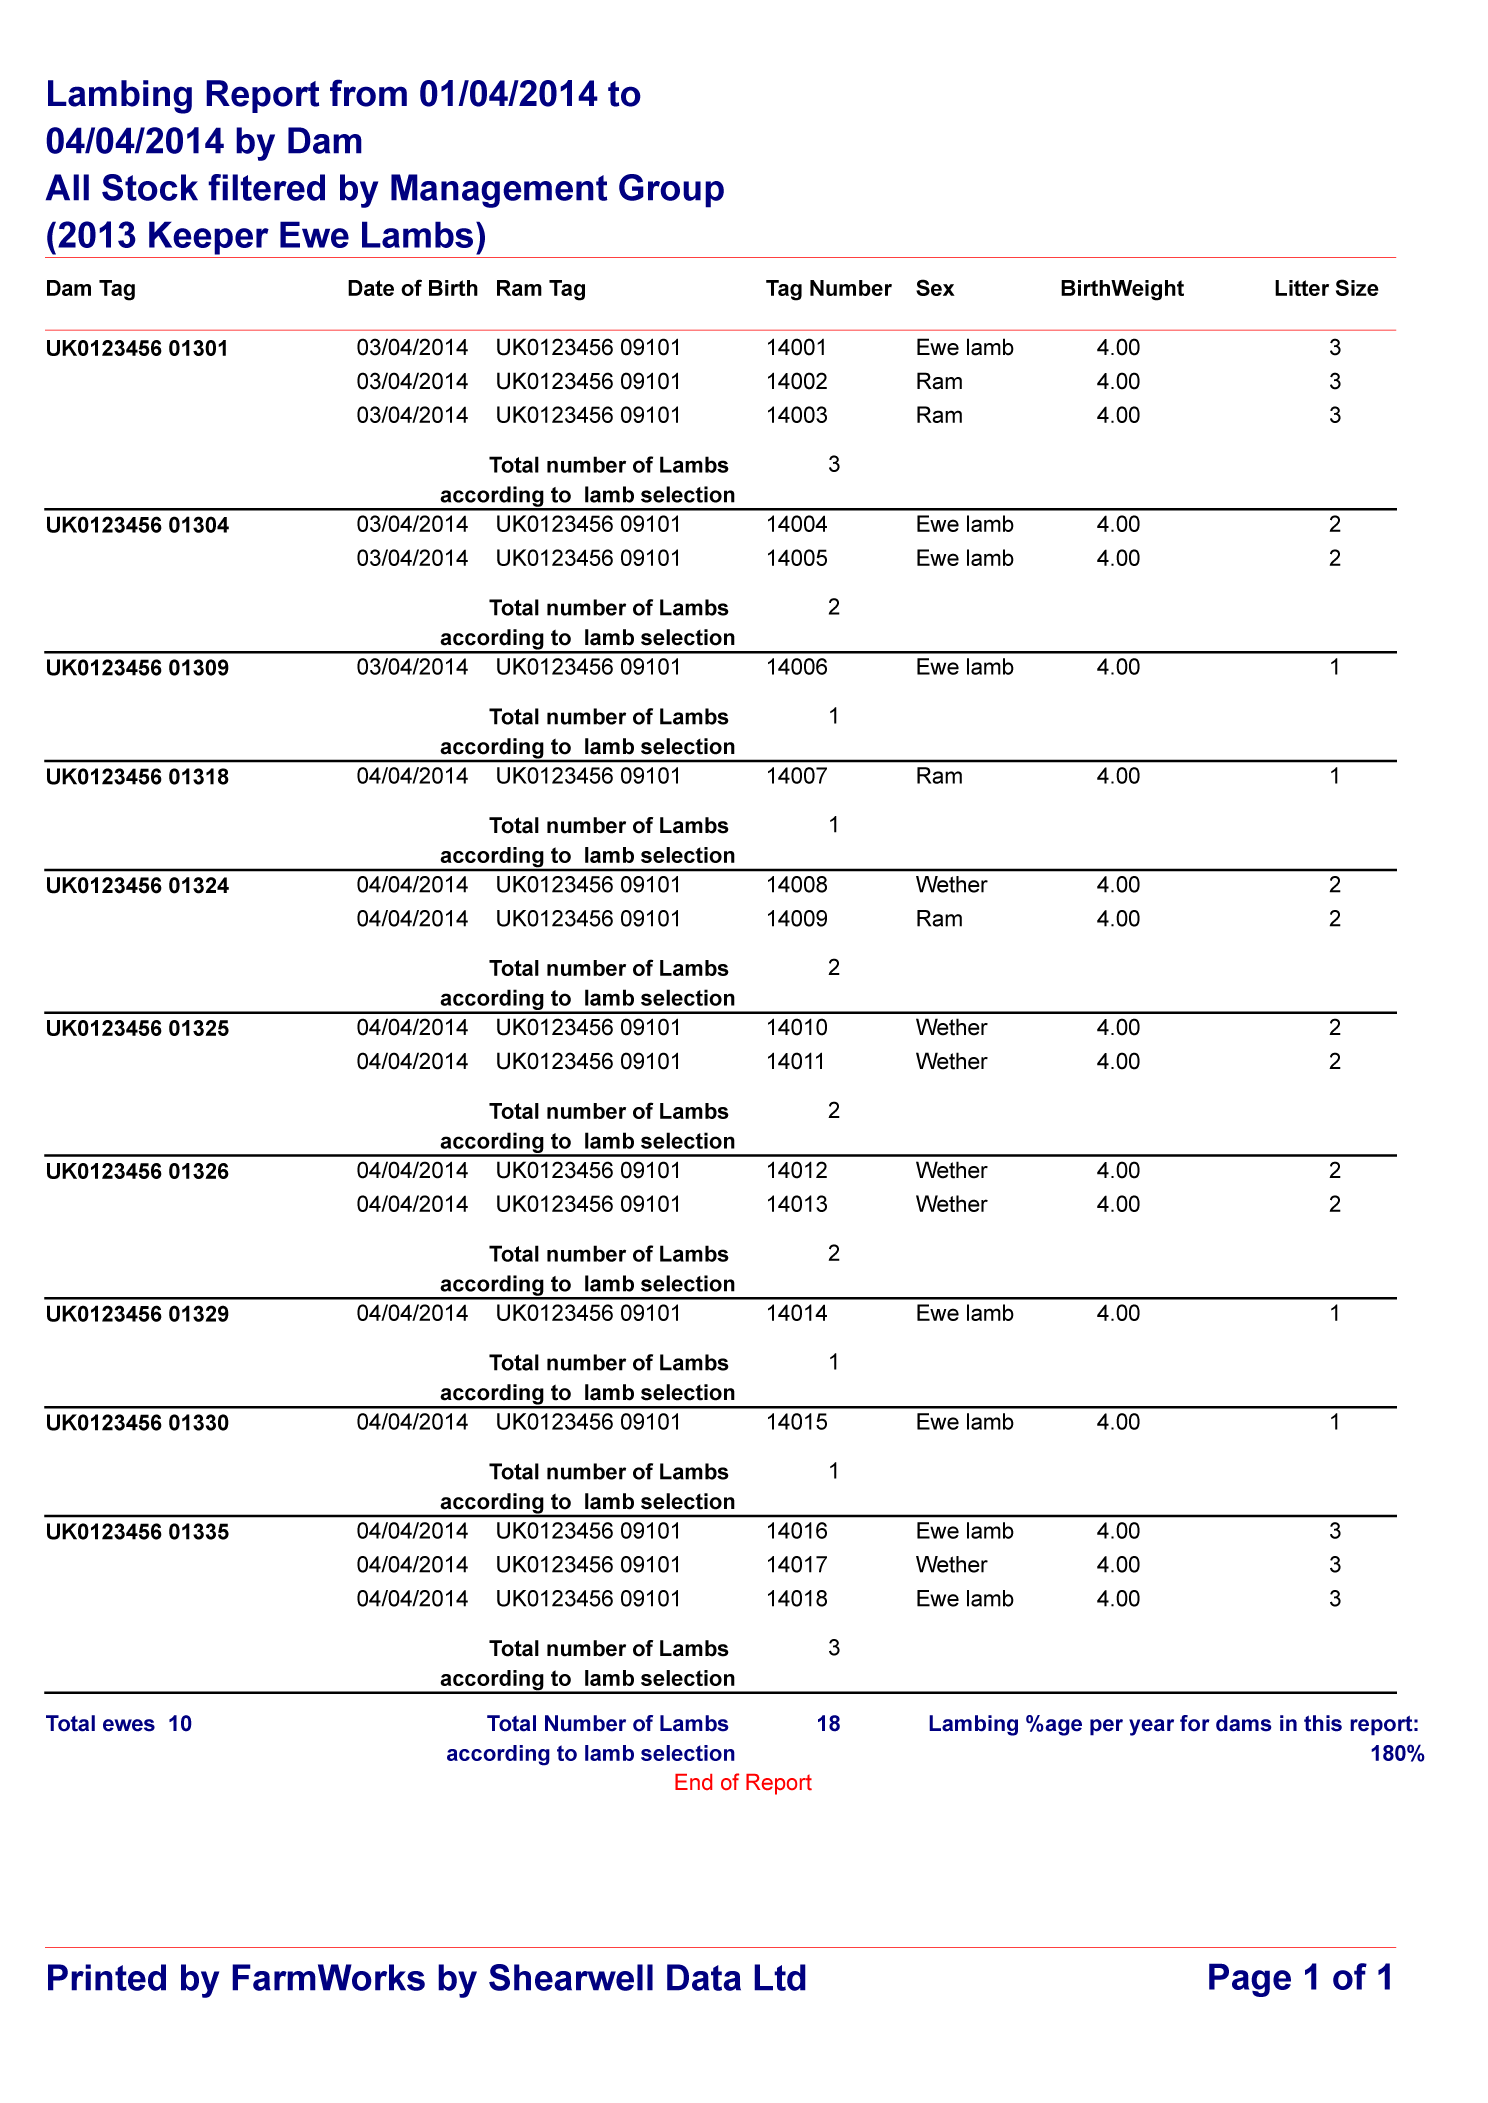 Lambing Report from 01/04/2014 to
04/04/2014 by Dam
All Stock filtered by Management Group
(2013 Keeper Ewe Lambs)
Dam Tag Date of Birth Ram Tag Tag Number Sex BirthWeight Litter Size
UK0123456 01301 03/04/2014 UK0123456 09101 14001 Ewe lamb 4.00 3
03/04/2014 UK0123456 09101 14002 Ram 4.00 3
03/04/2014 UK0123456 09101 14003 Ram 4.00 3
Total number of Lambs 3
according to lamb selection
UK0123456 01304 03/04/2014 UK0123456 09101 14004 Ewe lamb 4.00 2
03/04/2014 UK0123456 09101 14005 Ewe lamb 4.00 2
Total number of Lambs 2
according to lamb selection
UK0123456 01309 03/04/2014 UK0123456 09101 14006 Ewe lamb 4.00 1
Total number of Lambs 1
according to lamb selection
UK0123456 01318 04/04/2014 UK0123456 09101 14007 Ram 4.00 1
Total number of Lambs 1
according to lamb selection
UK0123456 01324 04/04/2014 UK0123456 09101 14008 Wether 4.00 2
04/04/2014 UK0123456 09101 14009 Ram 4.00 2
Total number of Lambs 2
according to lamb selection
UK0123456 01325 04/04/2014 UK0123456 09101 14010 Wether 4.00 2
04/04/2014 UK0123456 09101 14011 Wether 4.00 2
Total number of Lambs 2
according to lamb selection
UK0123456 01326 04/04/2014 UK0123456 09101 14012 Wether 4.00 2
04/04/2014 UK0123456 09101 14013 Wether 4.00 2
Total number of Lambs 2
according to lamb selection
UK0123456 01329 04/04/2014 UK0123456 09101 14014 Ewe lamb 4.00 1
Total number of Lambs 1
according to lamb selection
UK0123456 01330 04/04/2014 UK0123456 09101 14015 Ewe lamb 4.00 1
Total number of Lambs 1
according to lamb selection
UK0123456 01335 04/04/2014 UK0123456 09101 14016 Ewe lamb 4.00 3
04/04/2014 UK0123456 09101 14017 Wether 4.00 3
04/04/2014 UK0123456 09101 14018 Ewe lamb 4.00 3
Total number of Lambs 3
according to lamb selection
Total ewes 10 Total Number of Lambs 18 Lambing %age per year for dams in this report:
according to lamb selection 180%
End of Report
Printed by FarmWorks by Shearwell Data Ltd Page 1 of 1